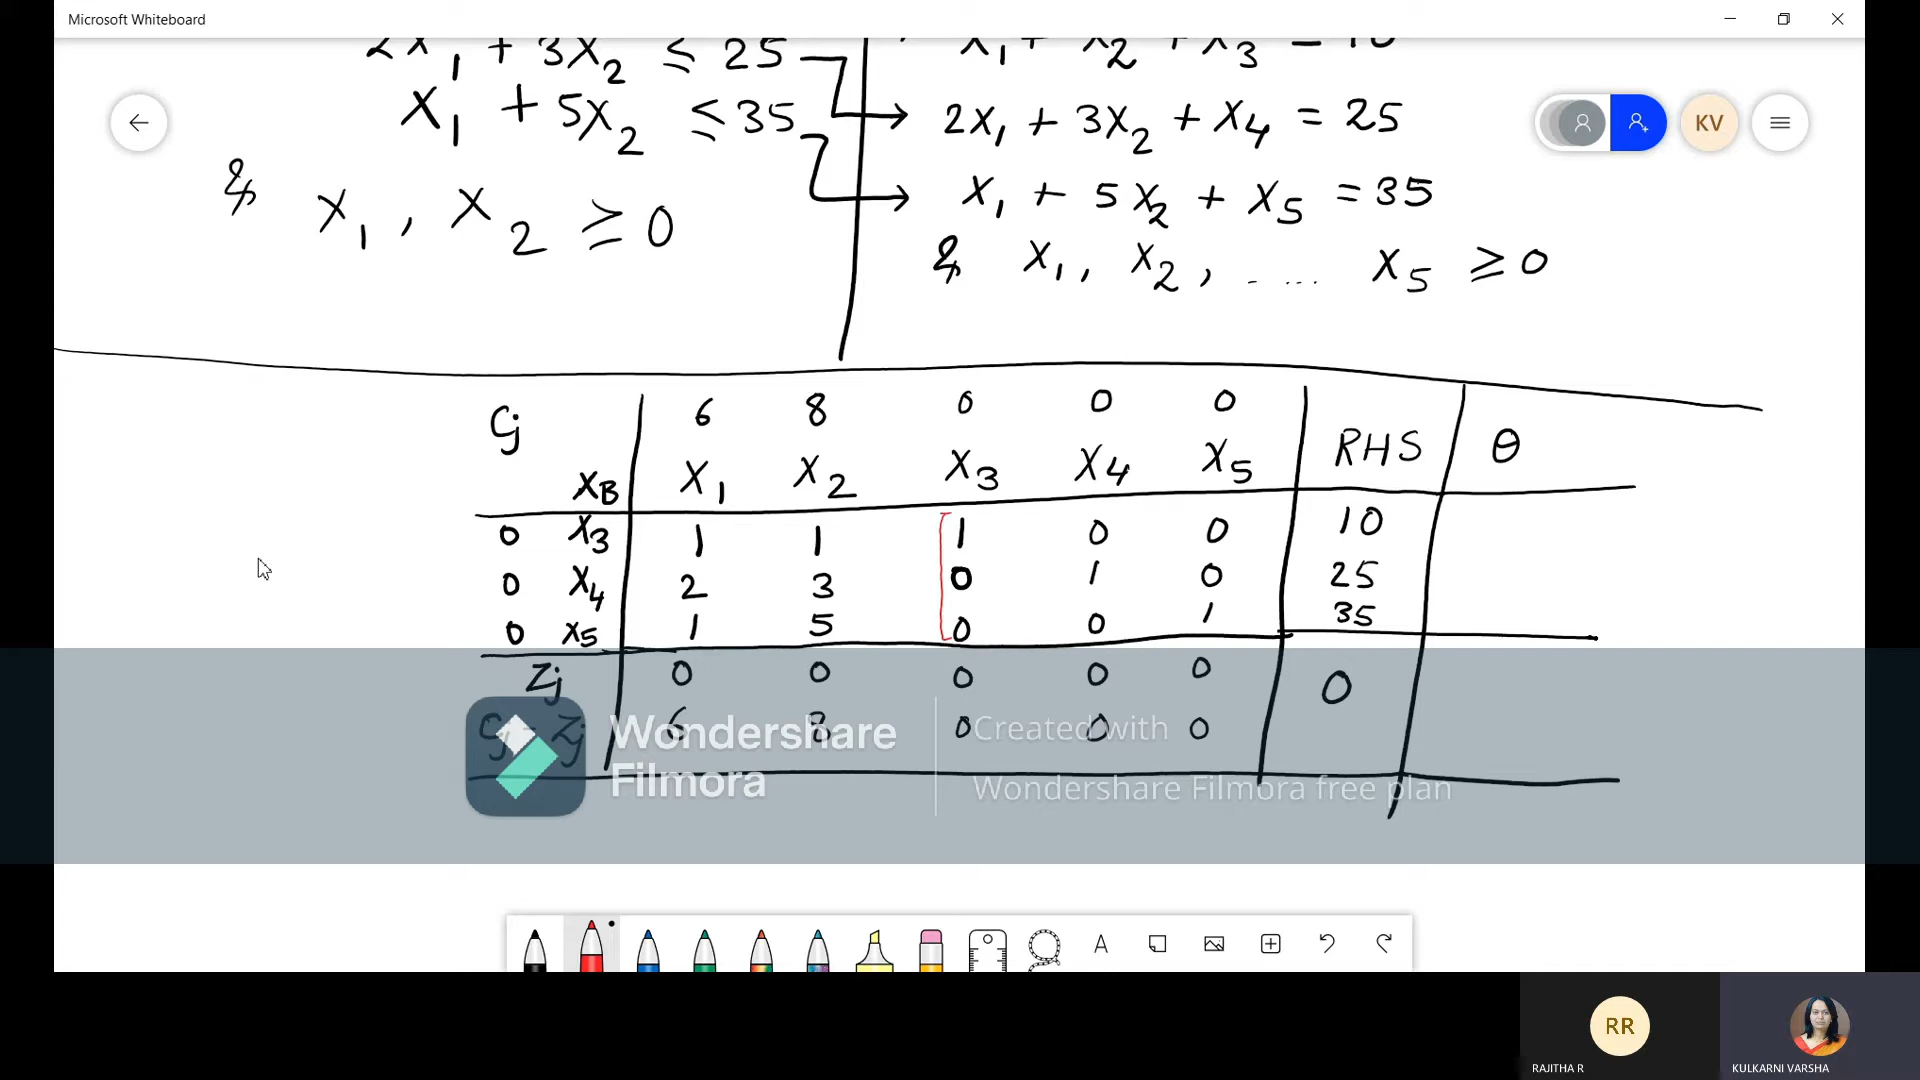 Microsoft Whiteboard
2x1 + 3x2 ≤ 25
x1 + 5x2 ≤ 35
& x1, x2 ≥ 0
x1 + x2 + x3 = 10
2x1 + 3x2 + x4 = 25
x1 + 5x2 + x5 = 35
& x1, x2, ..... x5 ≥ 0
KV
Cj 6 8 0 0 0
XB X1 X2 X3 X4 X5 RHS θ
0 X3 1 1 1 0 0 10
0 X4 2 3 0 1 0 25
0 X5 1 5 0 0 1 35
Zj 0 0 0 0 0 0
Cj Zj 6 8 0 0 0
Wondershare
Filmora
Created with
Wondershare Filmora free plan
A
RR
RAJITHA R
KULKARNI VARSHA